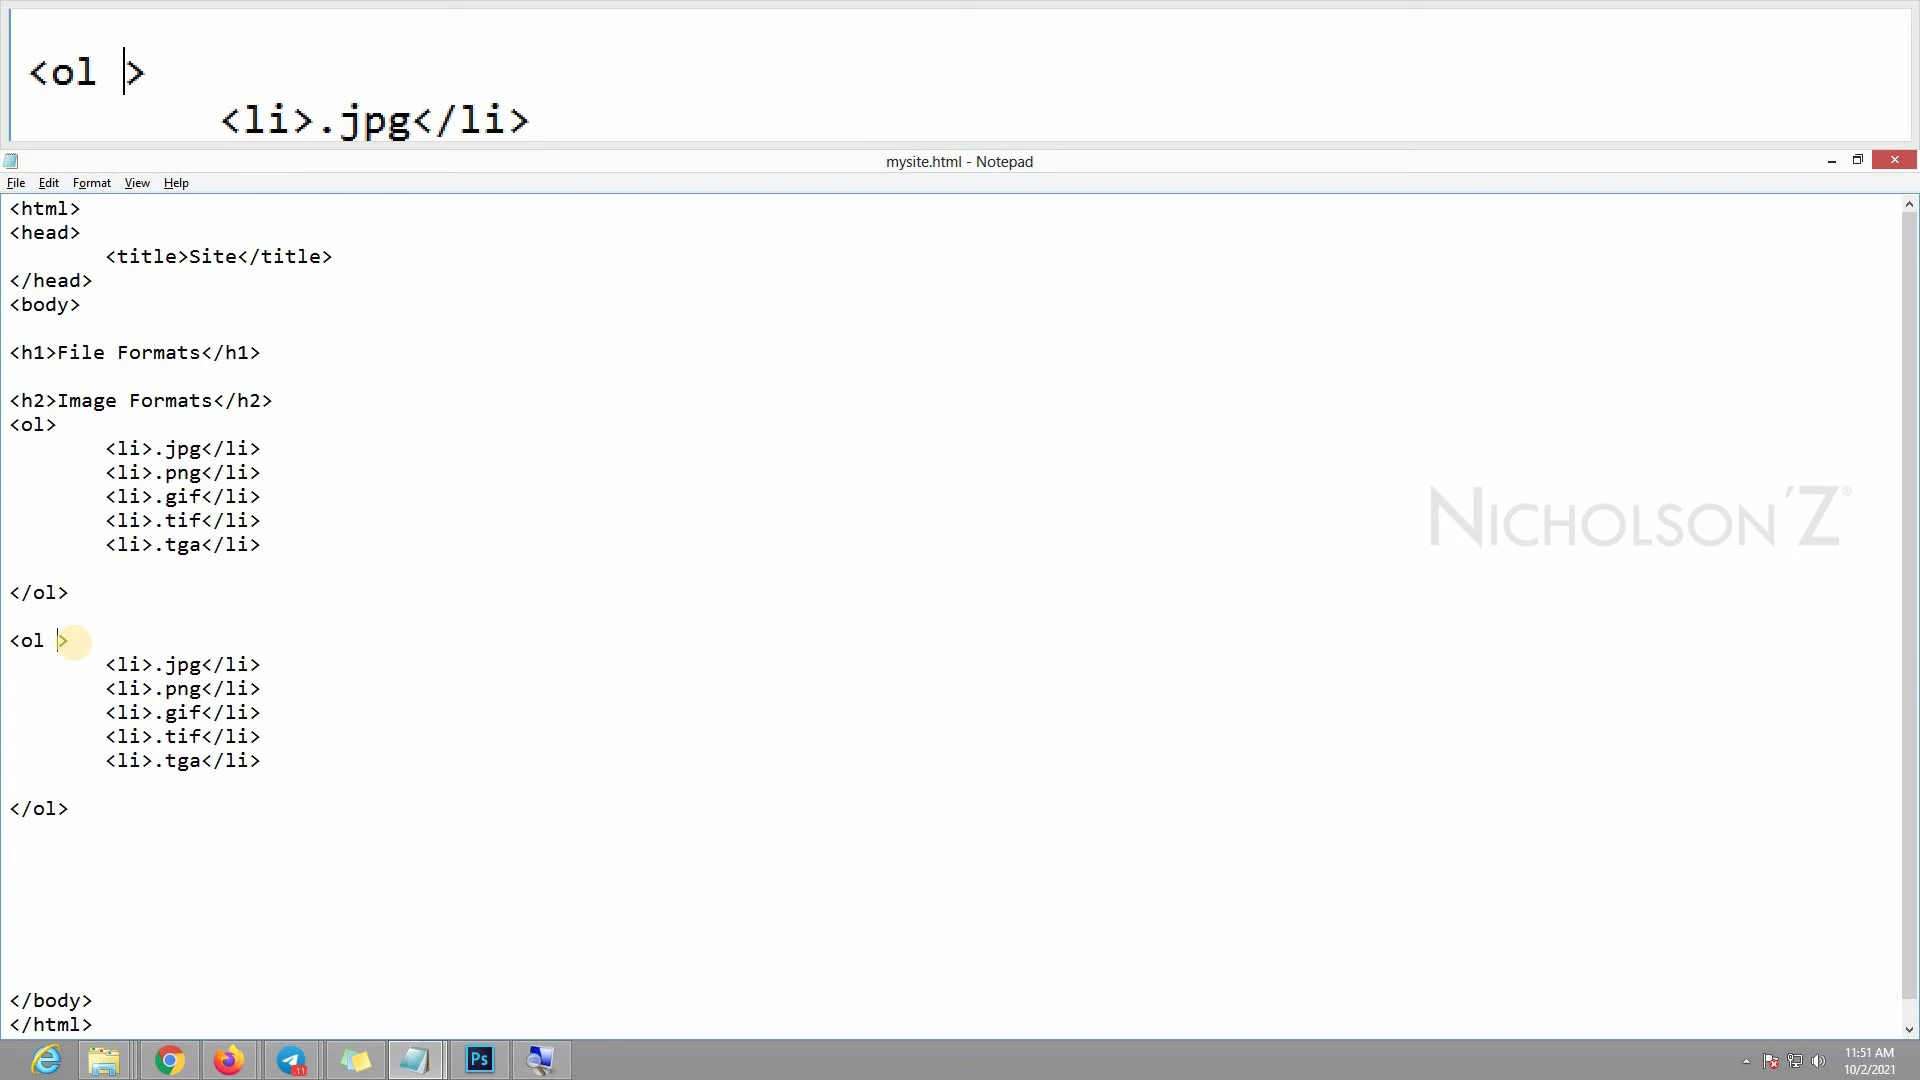 <ol >
<li>.jpg</li>
mysite.html - Notepad
File Edit Format View Help
<html>
<head>
<title>Site</title>
</head>
<body>
<h1>File Formats</h1>
<h2>Image Formats</h2>
<ol>
<li>.jpg</li>
<li>.png</li>
<li>.gif</li>
<li>.tif</li>
<li>.tga</li>
</ol>
NICHOLSON'Z®
<ol >
<li>.jpg</li>
<li>.png</li>
<li>.gif</li>
<li>.tif</li>
<li>.tga</li>
</ol>
</body>
</html>
11
Ps
11:51 AM
10/2/2021